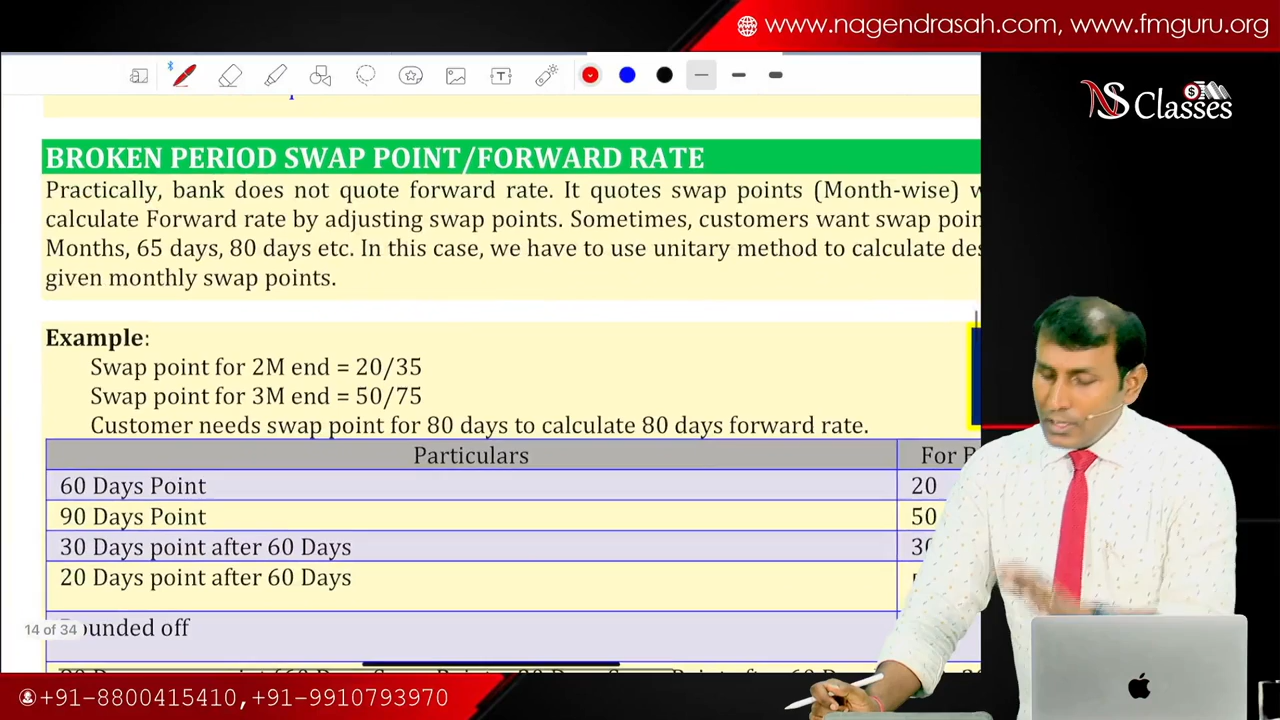 www.nagendrasah.com, www.fmguru.org
NS Classes
BROKEN PERIOD SWAP POINT/FORWARD RATE
Practically, bank does not quote forward rate. It quotes swap points (Month-wise)
calculate Forward rate by adjusting swap points. Sometimes, customers want swap
Months, 65 days, 80 days etc. In this case, we have to use unitary method to calculate
given monthly swap points.
Example:
Swap point for 2M end = 20/35
Swap point for 3M end = 50/75
Customer needs swap point for 80 days to calculate 80 days forward rate.
Particulars For
60 Days Point 20
90 Days Point 50
30 Days point after 60 Days
20 Days point after 60 Days
14 of 34
off
+91-8800415410,+91-9910793970